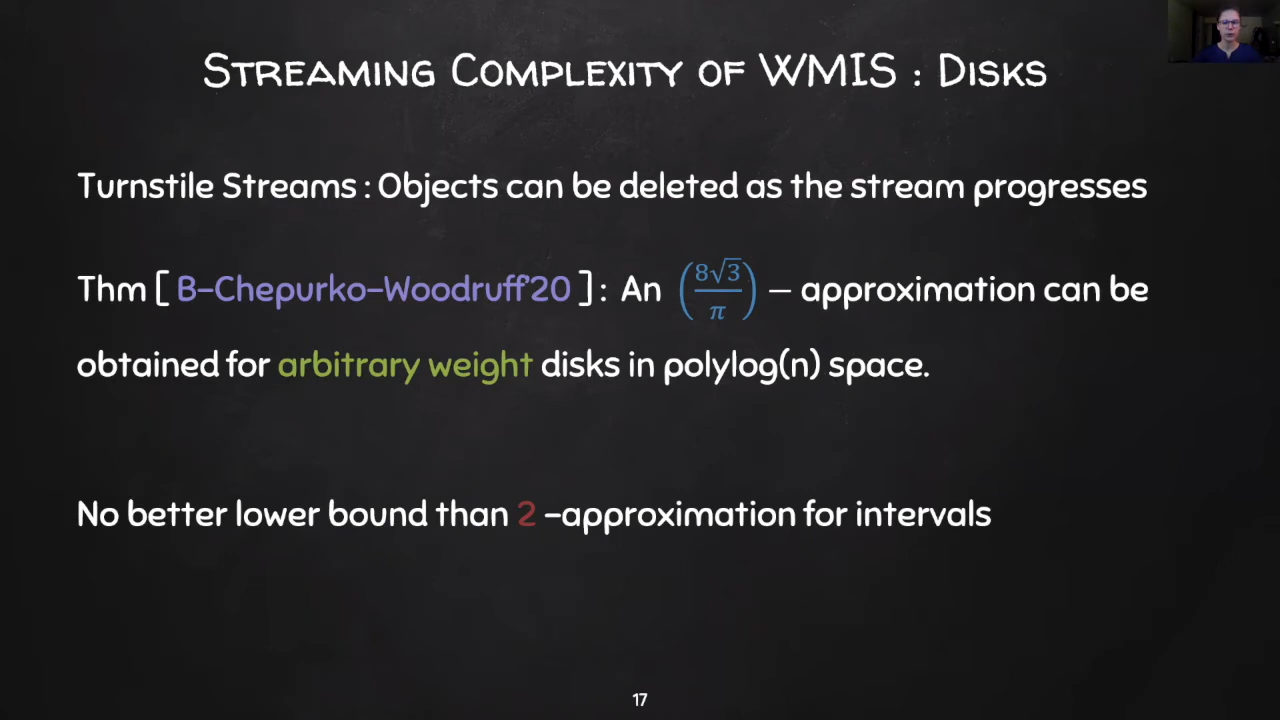 STREAMING COMPLEXITY OF WMIS : DISKS
Turnstile Streams : Objects can be deleted as the stream progresses
Thm [ B-Chepurko-Woodruff'20 ] : An (8√3/π) – approximation can be
obtained for arbitrary weight disks in polylog(n) space.
No better lower bound than 2 -approximation for intervals
17